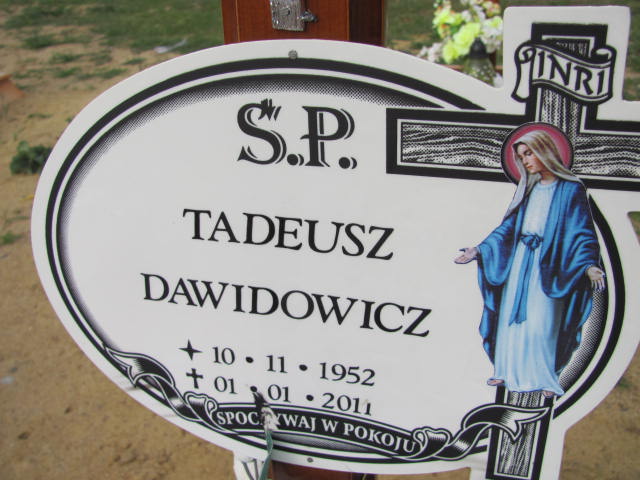 INRI
Ś.P.
TADEUSZ
DAWIDOWICZ
10 • 11 • 1952
01 • 01 • 2011
SPOCZYWAJ W POKOJU